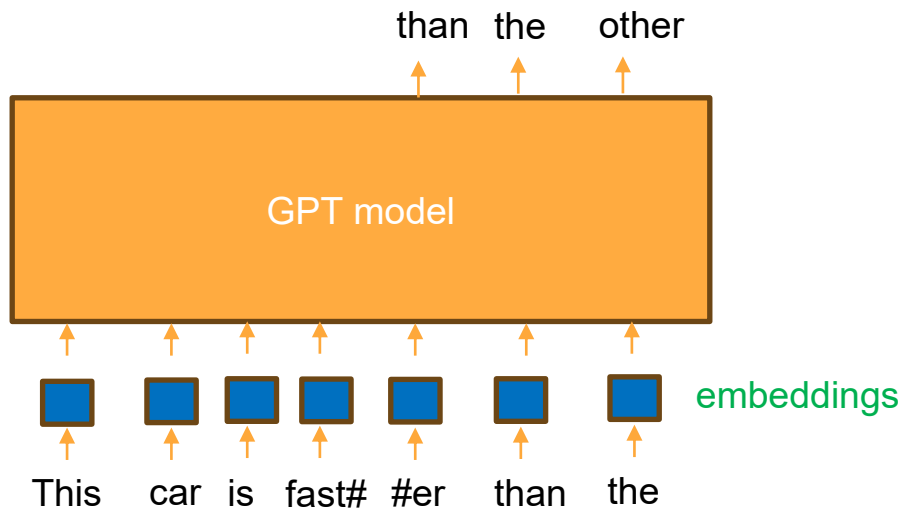 than the other
GPT model
embeddings
This car is fast# #er than the